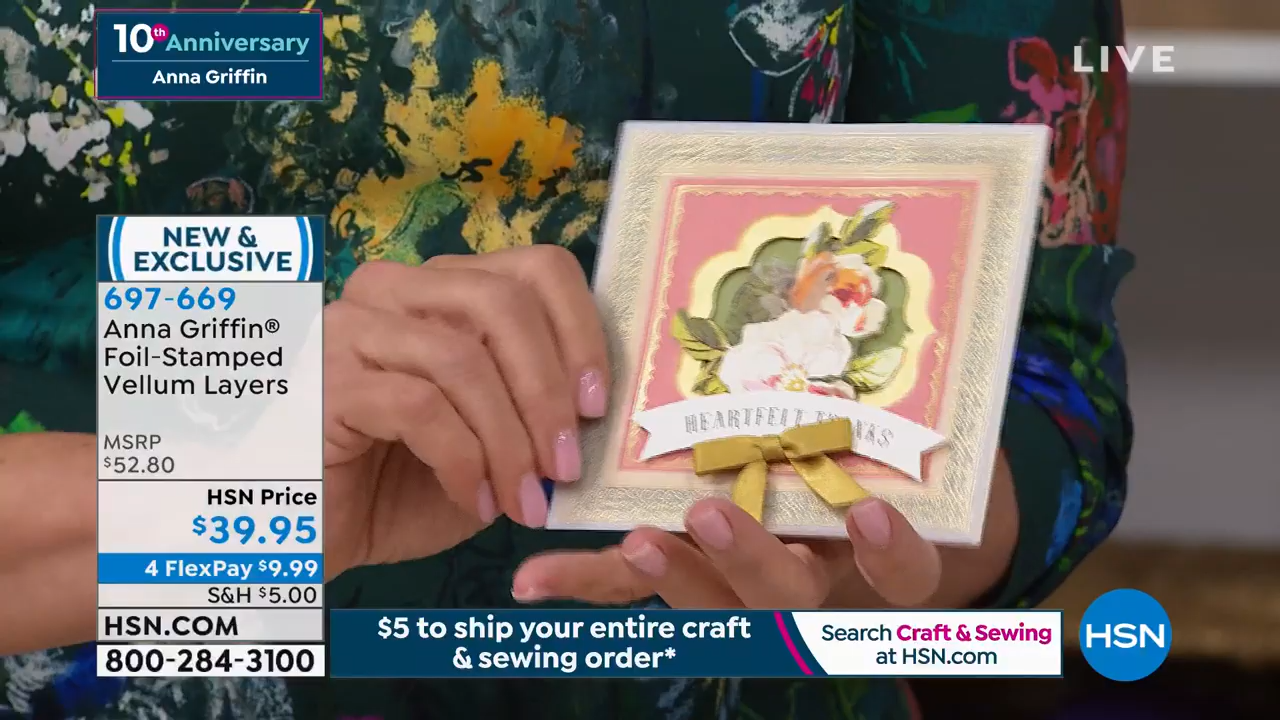 10th Anniversary
Anna Griffin
LIVE
NEW &
EXCLUSIVE
697-669
Anna Griffin®
Foil-Stamped
Vellum Layers
MSRP
$52.80
HSN Price
$39.95
4 FlexPay $9.99
S&H $5.00
HSN.COM
800-284-3100
HEARTFELT
$5 to ship your entire craft
& sewing order*
Search Craft & Sewing
at HSN.com
HSN